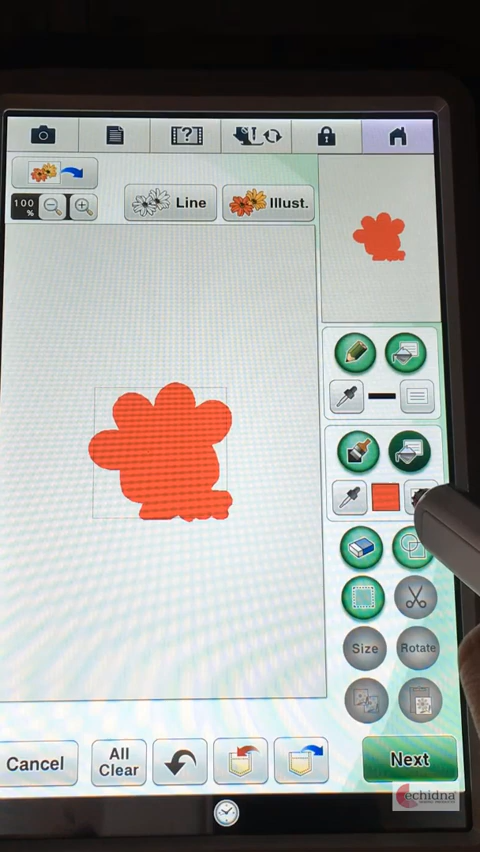 ?
100
%
Line
Illust.
Size
Rotate
Cancel
All
Clear
Next
echidna